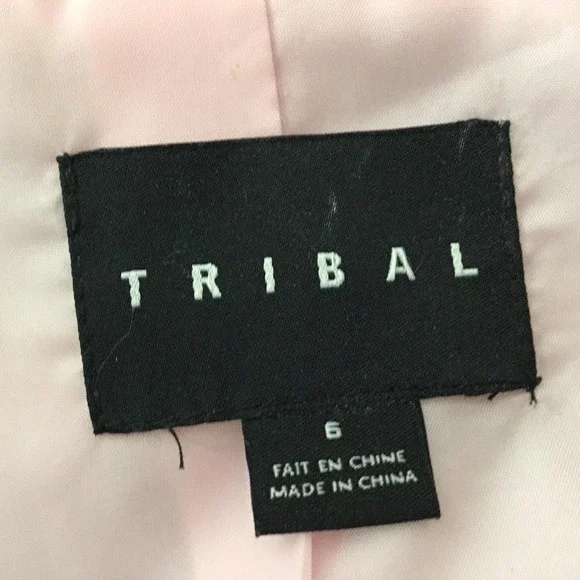 TRIBAL
6
FAIT EN CHINE
MADE IN CHINA